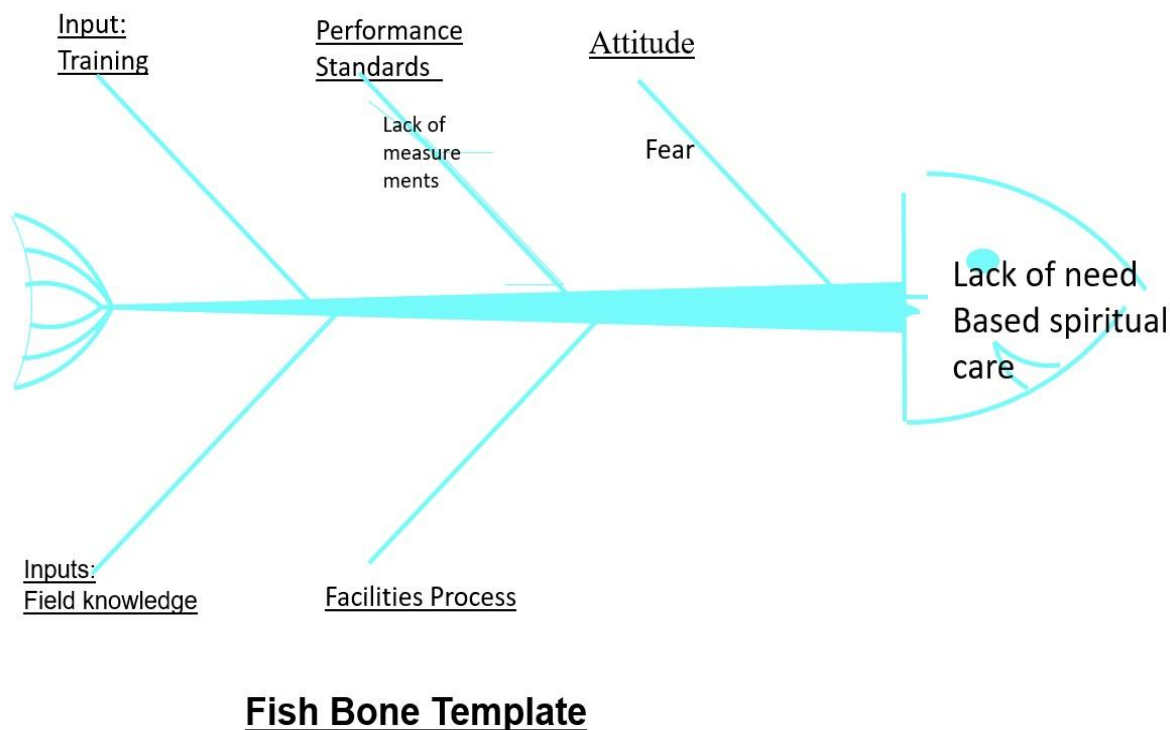 Input:
Training
Performance
Standards
Attitude
Lack of
measure
ments
Fear
Lack of need
Based spiritual
care
Inputs:
Field knowledge
Facilities Process
Fish Bone Template